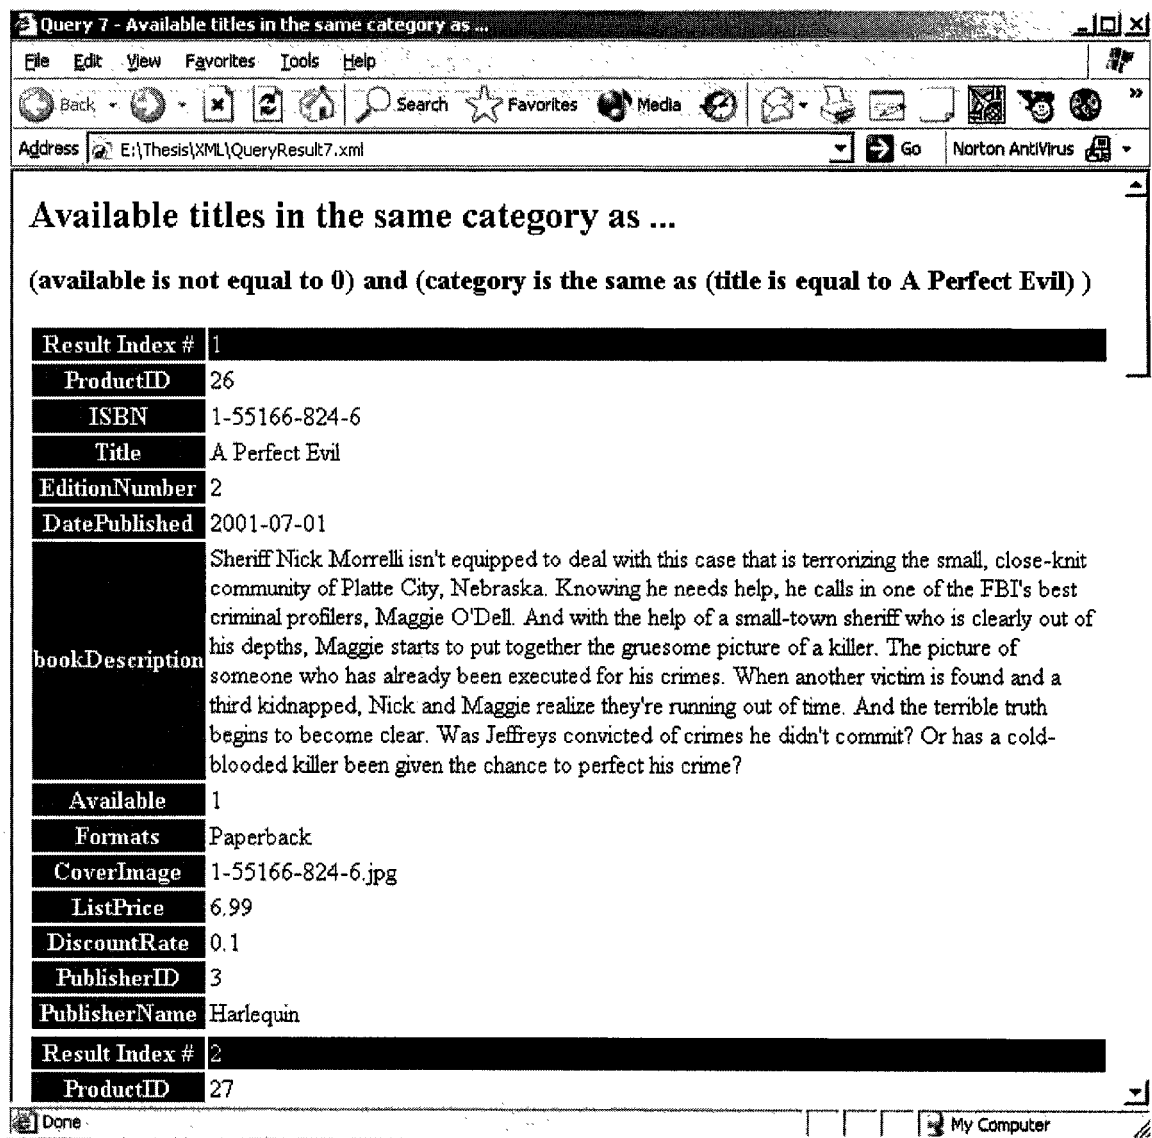 Query 7 - Available titles in the same category as ...
File Edit View Favorites Tools Help
Back Search Favorites Media »
Address E:\Thesis\XML\QueryResult7.xml Go Norton AntiVirus
Available titles in the same category as ...
(available is not equal to 0) and (category is the same as (title is equal to A Perfect Evil) )
Result Index # 1
ProductID 26
ISBN 1-55166-824-6
Title A Perfect Evil
EditionNumber 2
DatePublished 2001-07-01
bookDescription Sheriff Nick Morrelli isn't equipped to deal with this case that is terrorizing the small, close-knit
community of Platte City, Nebraska. Knowing he needs help, he calls in one of the FBI's best
criminal profilers, Maggie O'Dell. And with the help of a small-town sheriff who is clearly out of
his depths, Maggie starts to put together the gruesome picture of a killer. The picture of
someone who has already been executed for his crimes. When another victim is found and a
third kidnapped, Nick and Maggie realize they're running out of time. And the terrible truth
begins to become clear. Was Jeffreys convicted of crimes he didn't commit? Or has a cold-
blooded killer been given the chance to perfect his crime?
Available 1
Formats Paperback
CoverImage 1-55166-824-6.jpg
ListPrice 6.99
DiscountRate 0.1
PublisherID 3
PublisherName Harlequin
Result Index # 2
ProductID 27
Done My Computer